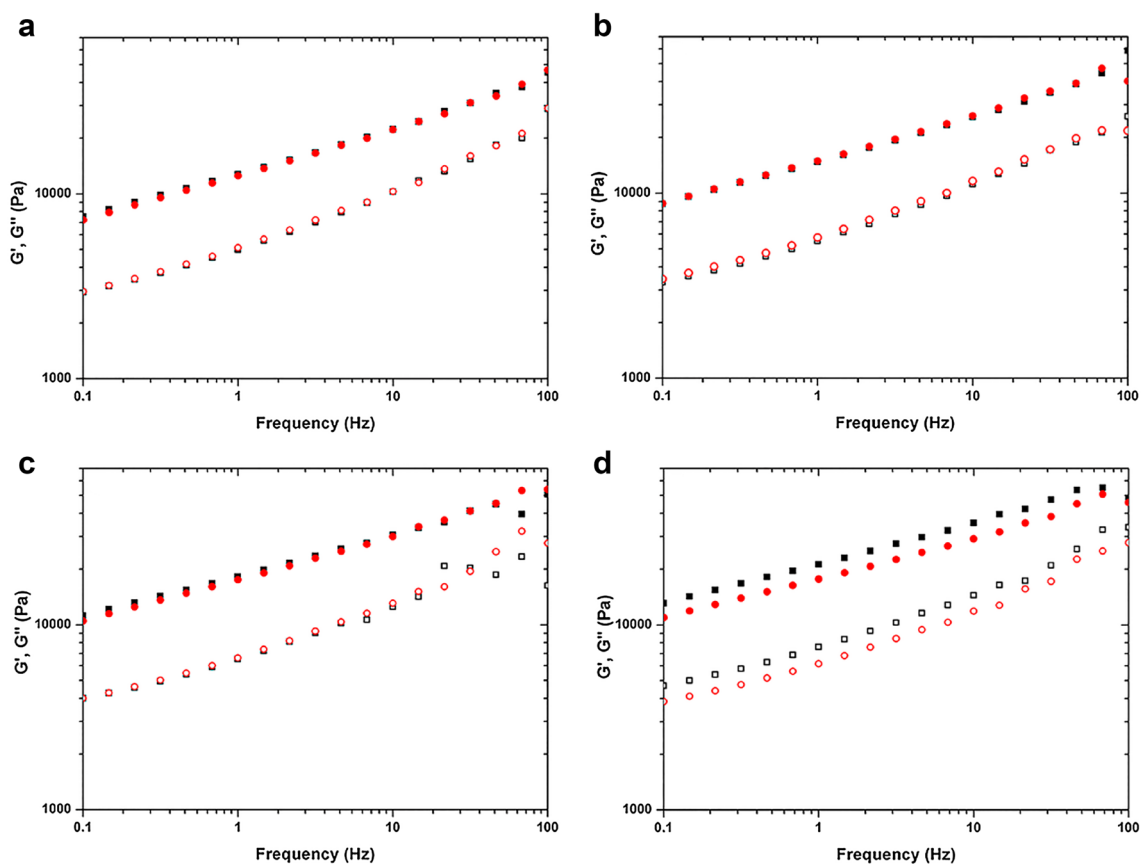 a
G', G'' (Pa)
10000
1000
0.1 1 10 100
Frequency (Hz)
b
G', G'' (Pa)
10000
1000
0.1 1 10 100
Frequency (Hz)
c
G', G'' (Pa)
10000
1000
0.1 1 10 100
Frequency (Hz)
d
G', G'' (Pa)
10000
1000
0.1 1 10 100
Frequency (Hz)